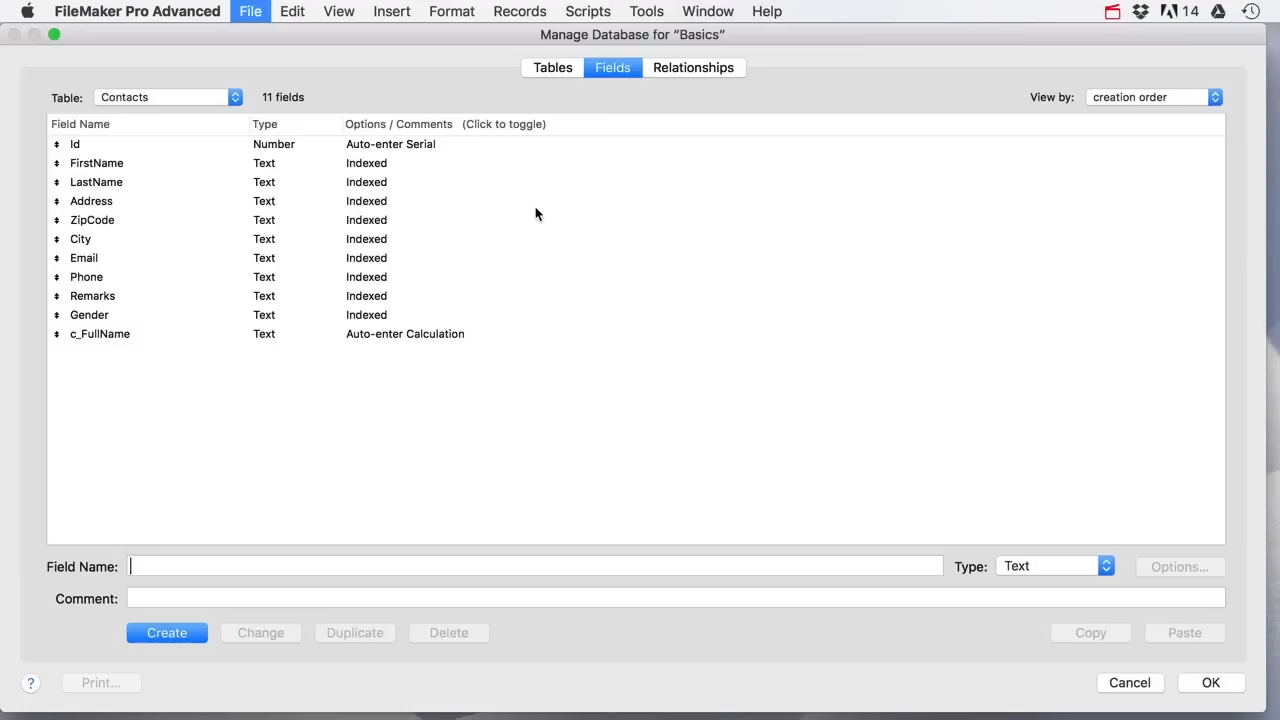 FileMaker Pro Advanced File Edit View Insert Format Records Scripts Tools Window Help 14
Manage Database for “Basics”
Tables Fields Relationships
Table: Contacts 11 fields View by: creation order
Field Name Type Options / Comments (Click to toggle)
Id Number Auto-enter Serial
FirstName Text Indexed
LastName Text Indexed
Address Text Indexed
ZipCode Text Indexed
City Text Indexed
Email Text Indexed
Phone Text Indexed
Remarks Text Indexed
Gender Text Indexed
c_FullName Text Auto-enter Calculation
Field Name: Type: Text Options...
Comment:
Create Change Duplicate Delete Copy Paste
? Print... Cancel OK